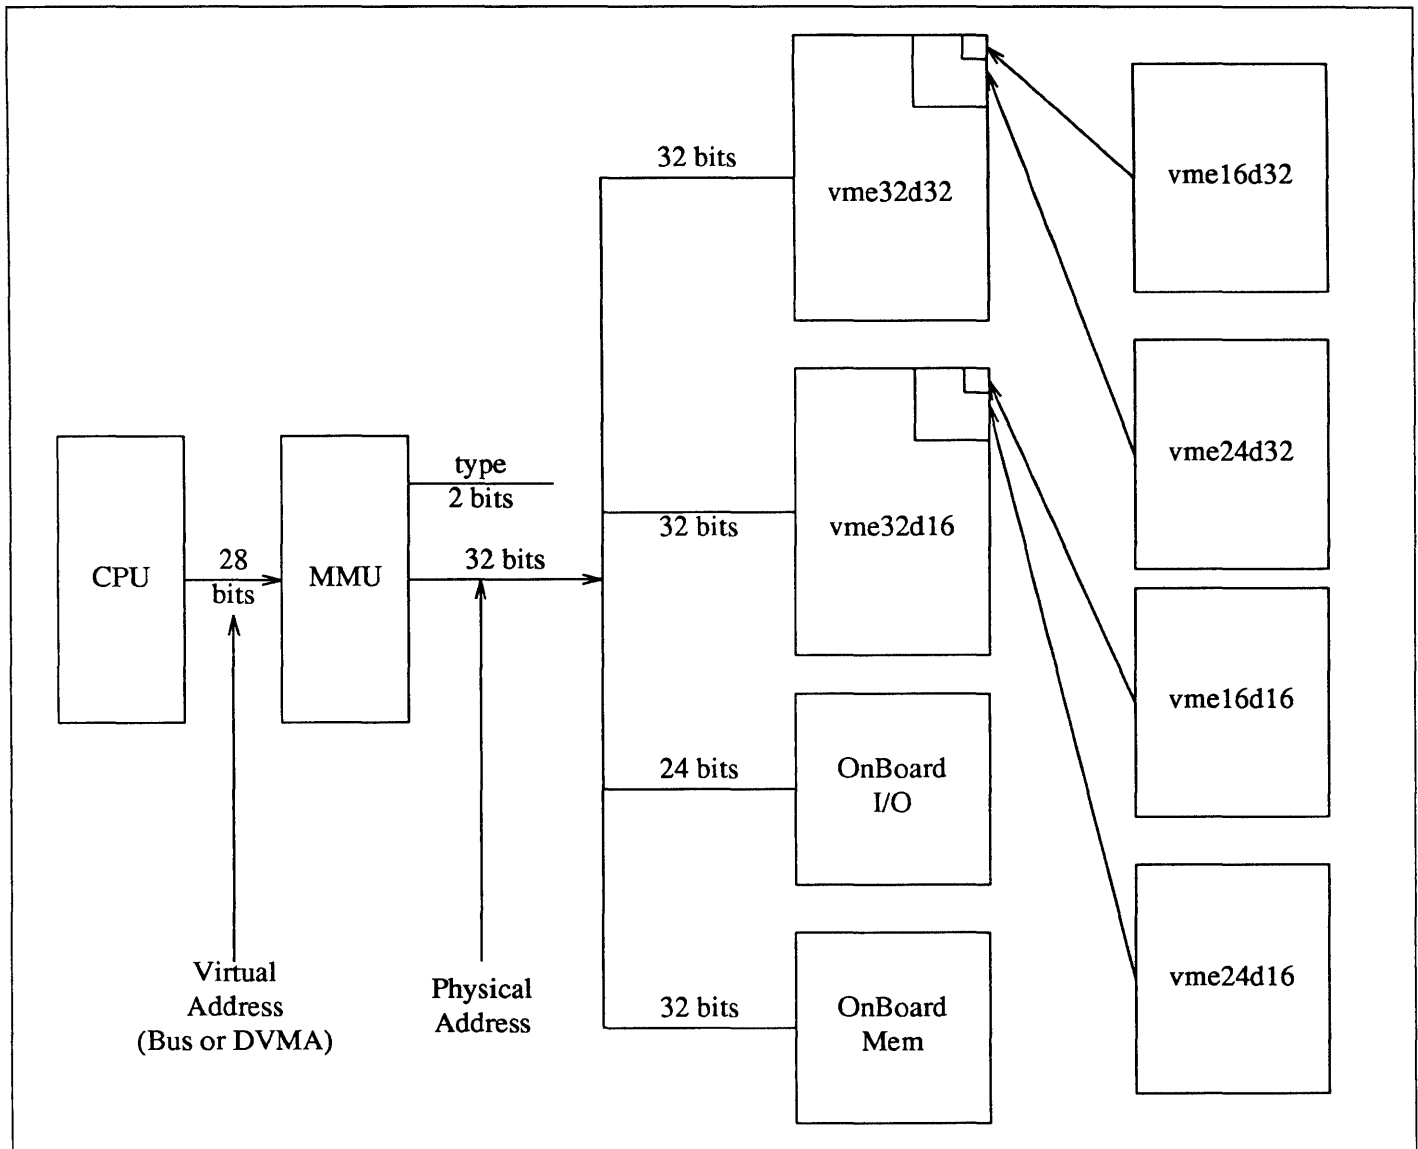 32 bits
vme32d32
vme16d32
vme24d32
type
2 bits
32 bits
vme32d16
CPU
28
bits
MMU
32 bits
vme16d16
24 bits
OnBoard
I/O
Virtual
Address
(Bus or DVMA)
Physical
Address
32 bits
OnBoard
Mem
vme24d16